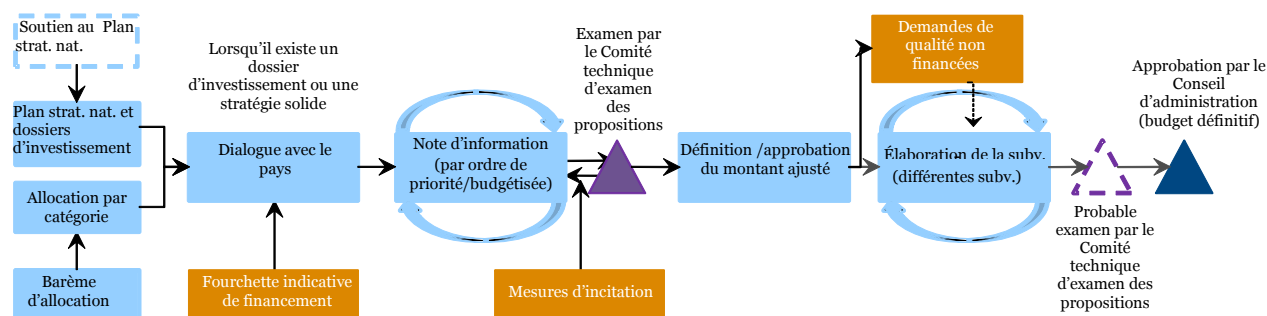 Soutien au Plan
strat. nat.
Plan strat. nat. et
dossiers
d'investissement
Allocation par
catégorie
Barème
d'allocation
Lorsqu'il existe un
dossier
d'investissement ou une
stratégie solide
Dialogue avec le
pays
Fourchette indicative
de financement
Note d'information
(par ordre de
priorité/budgétisée)
Mesures d'incitation
Examen par
le Comité
technique
d'examen
des
propositions
Définition /approbation
du montant ajusté
Demandes de
qualité non
financées
Élaboration de la subv.
(différentes subv.)
Probable
examen par le
Comité
technique
d'examen des
propositions
Approbation par le
Conseil
d'administration
(budget définitif)